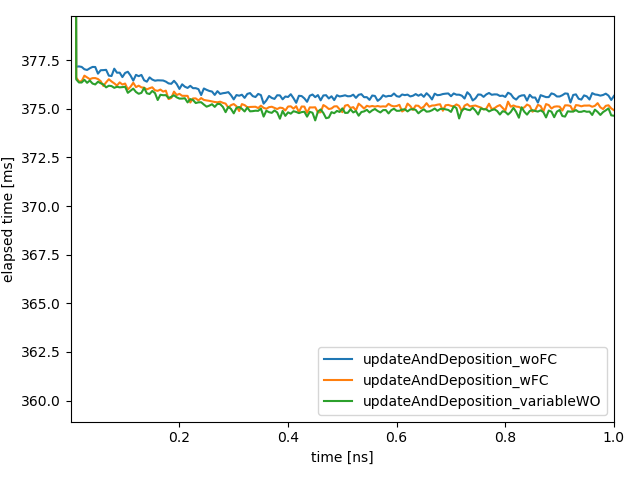 377.5
375.0
372.5
370.0
367.5
365.0
362.5
360.0
elapsed time [ms]
updateAndDeposition_woFC
updateAndDeposition_wFC
updateAndDeposition_variableWO
0.2 0.4 0.6 0.8 1.0
time [ns]